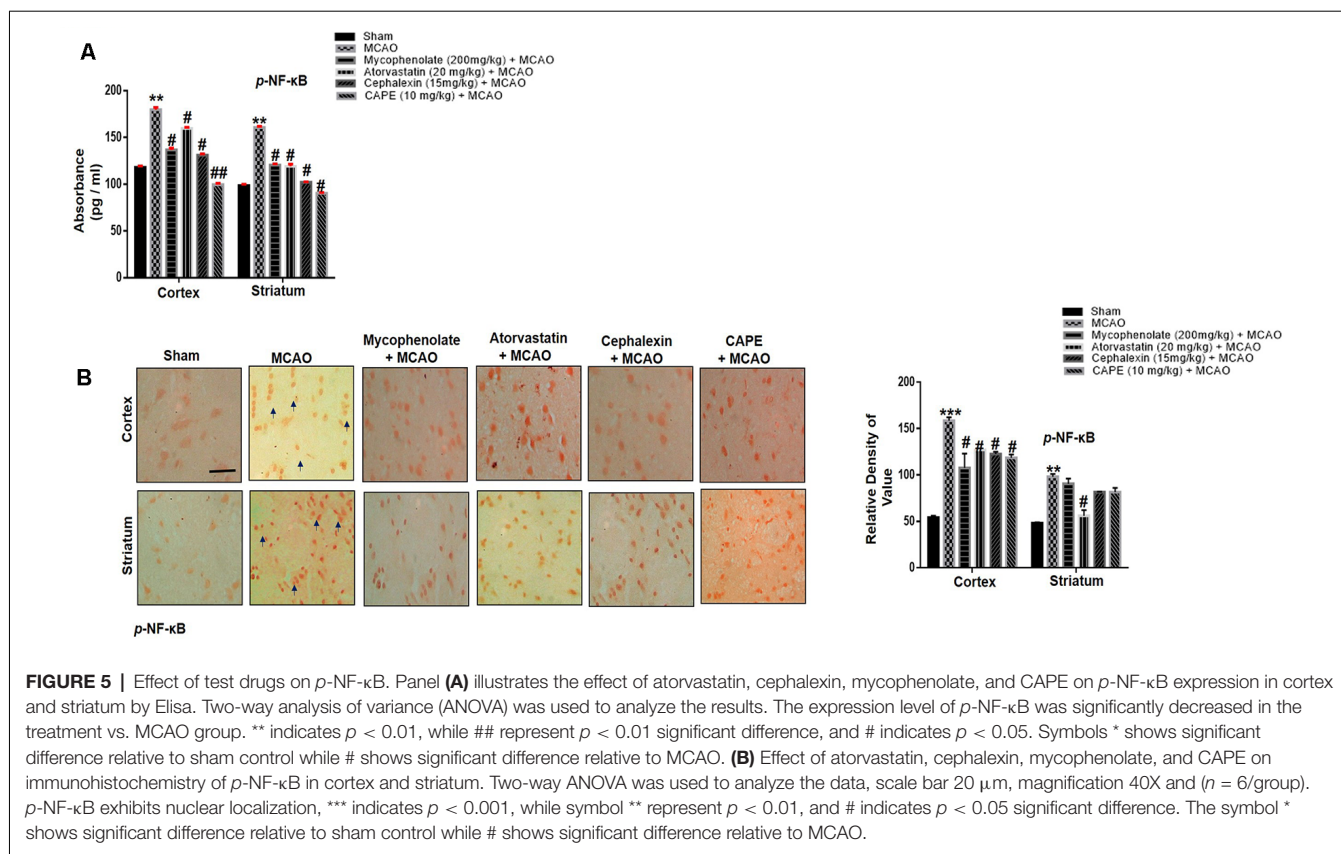 A
Sham
MCAO
Mycophenolate (200mg/kg) + MCAO
Atorvastatin (20 mg/kg) + MCAO
Cephalexin (15mg/kg) + MCAO
CAPE (10 mg/kg) + MCAO
p-NF-κB
Absorbance
(pg / ml)
200
150
100
50
0
** # # # ##
** # # # #
Cortex Striatum
B
Sham MCAO Mycophenolate + MCAO Atorvastatin + MCAO Cephalexin + MCAO CAPE + MCAO
Cortex
Striatum
p-NF-κB
Sham
MCAO
Mycophenolate (200mg/kg) + MCAO
Atorvastatin (20 mg/kg) + MCAO
Cephalexin (15mg/kg) + MCAO
CAPE (10 mg/kg) + MCAO
p-NF-κB
Relative Density of
Value
200
150
100
50
0
*** # # # #
** #
Cortex Striatum
FIGURE 5 | Effect of test drugs on p-NF-κB. Panel (A) illustrates the effect of atorvastatin, cephalexin, mycophenolate, and CAPE on p-NF-κB expression in cortex
and striatum by Elisa. Two-way analysis of variance (ANOVA) was used to analyze the results. The expression level of p-NF-κB was significantly decreased in the
treatment vs. MCAO group. ** indicates p < 0.01, while ## represent p < 0.01 significant difference, and # indicates p < 0.05. Symbols * shows significant
difference relative to sham control while # shows significant difference relative to MCAO. (B) Effect of atorvastatin, cephalexin, mycophenolate, and CAPE on
immunohistochemistry of p-NF-κB in cortex and striatum. Two-way ANOVA was used to analyze the data, scale bar 20 μm, magnification 40X and (n = 6/group).
p-NF-κB exhibits nuclear localization, *** indicates p < 0.001, while symbol ** represent p < 0.01, and # indicates p < 0.05 significant difference. The symbol *
shows significant difference relative to sham control while # shows significant difference relative to MCAO.